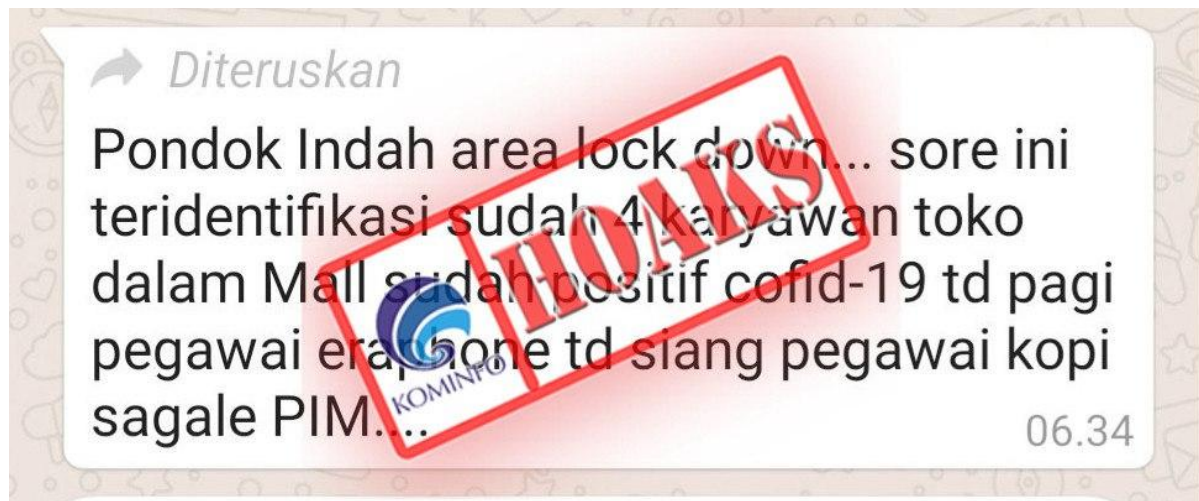 Diteruskan
Pondok Indah area lock down... sore ini
teridentifikasi sudah 4 karyawan toko
dalam Mall sudah positif cofid-19 td pagi
pegawai eraphone td siang pegawai kopi
sagale PIM....
06.34
HOAKS
KOMINFO